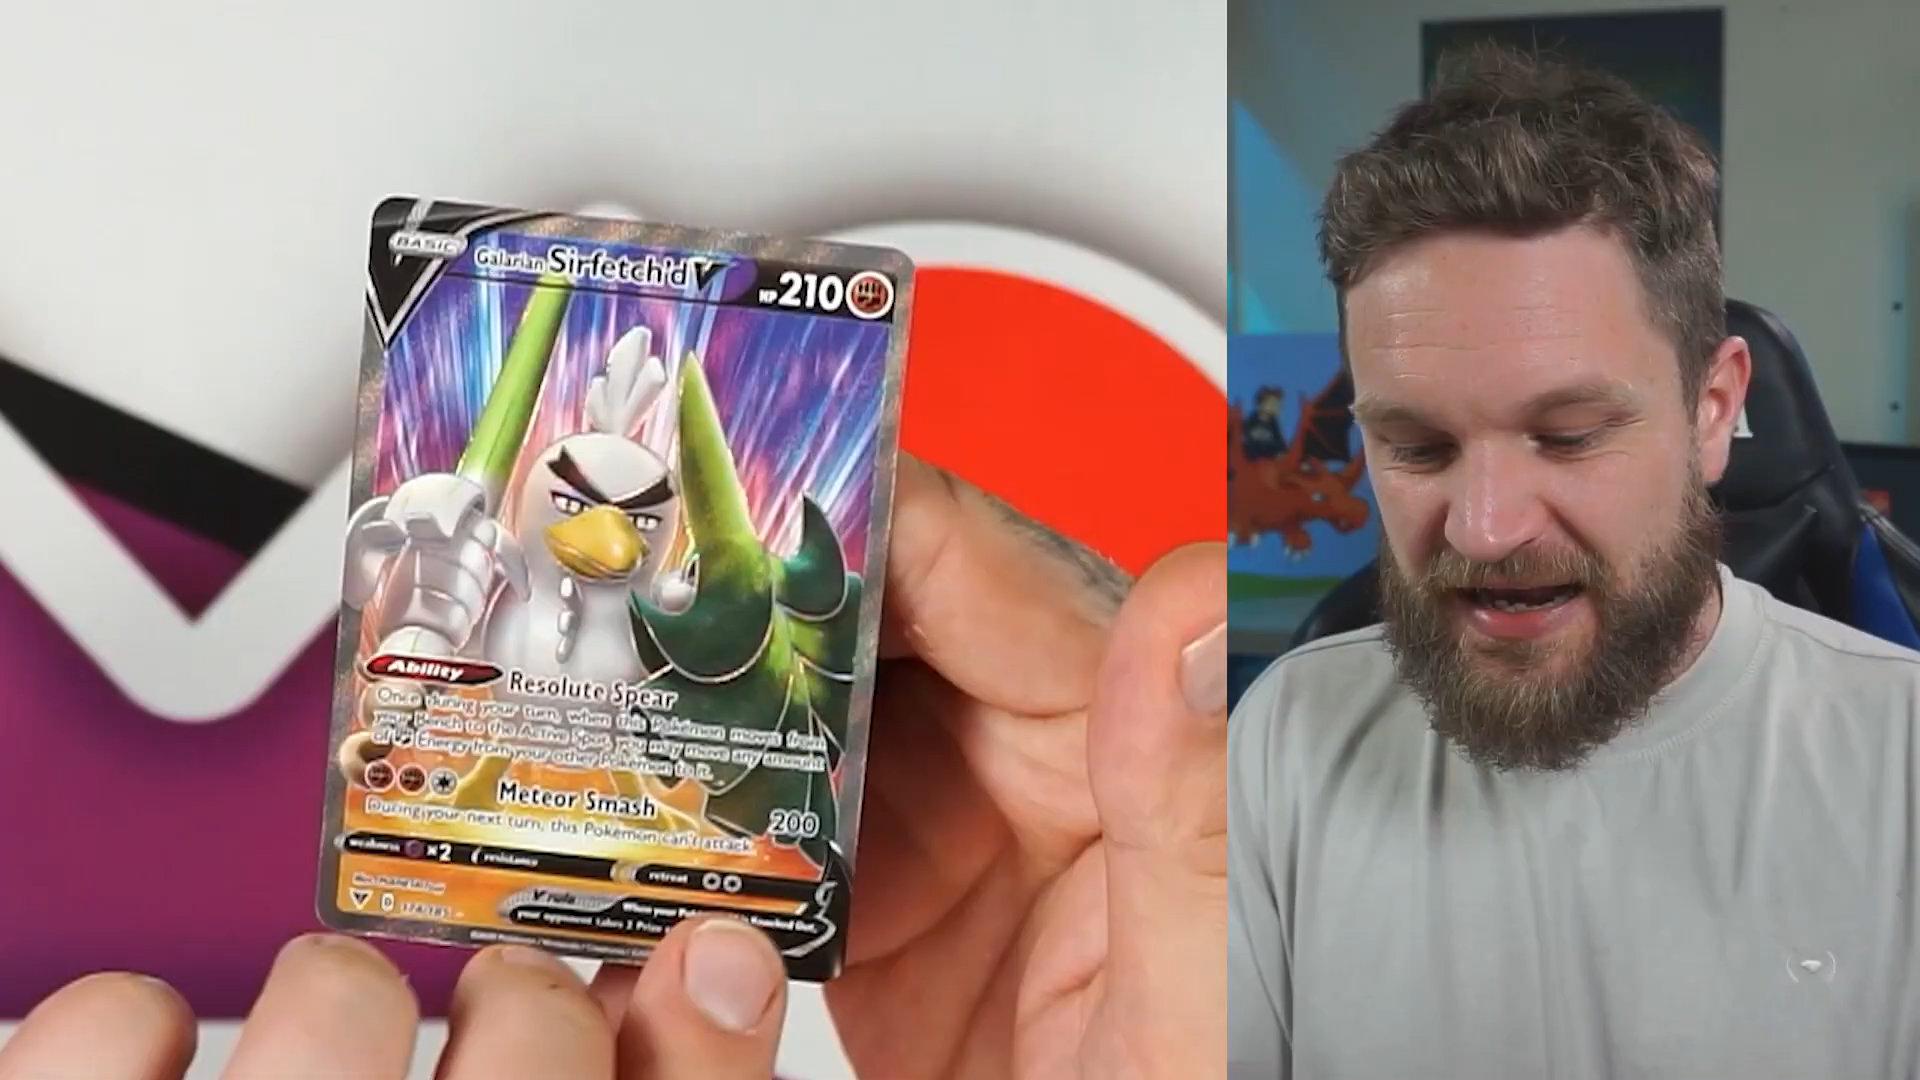 BASIC
Galarian Sirfetch'd V
HP 210
Ability
Resolute Spear
Once during your turn, when this Pokémon moves from
your Bench to the Active Spot, you may move any amount
of Energy from your other Pokémon to it.
Meteor Smash
200
During your next turn, this Pokémon can't attack.
weakness ×2 resistance
retreat
V rule
When your
is Knocked Out,
your opponent takes 2 Prize
174/185